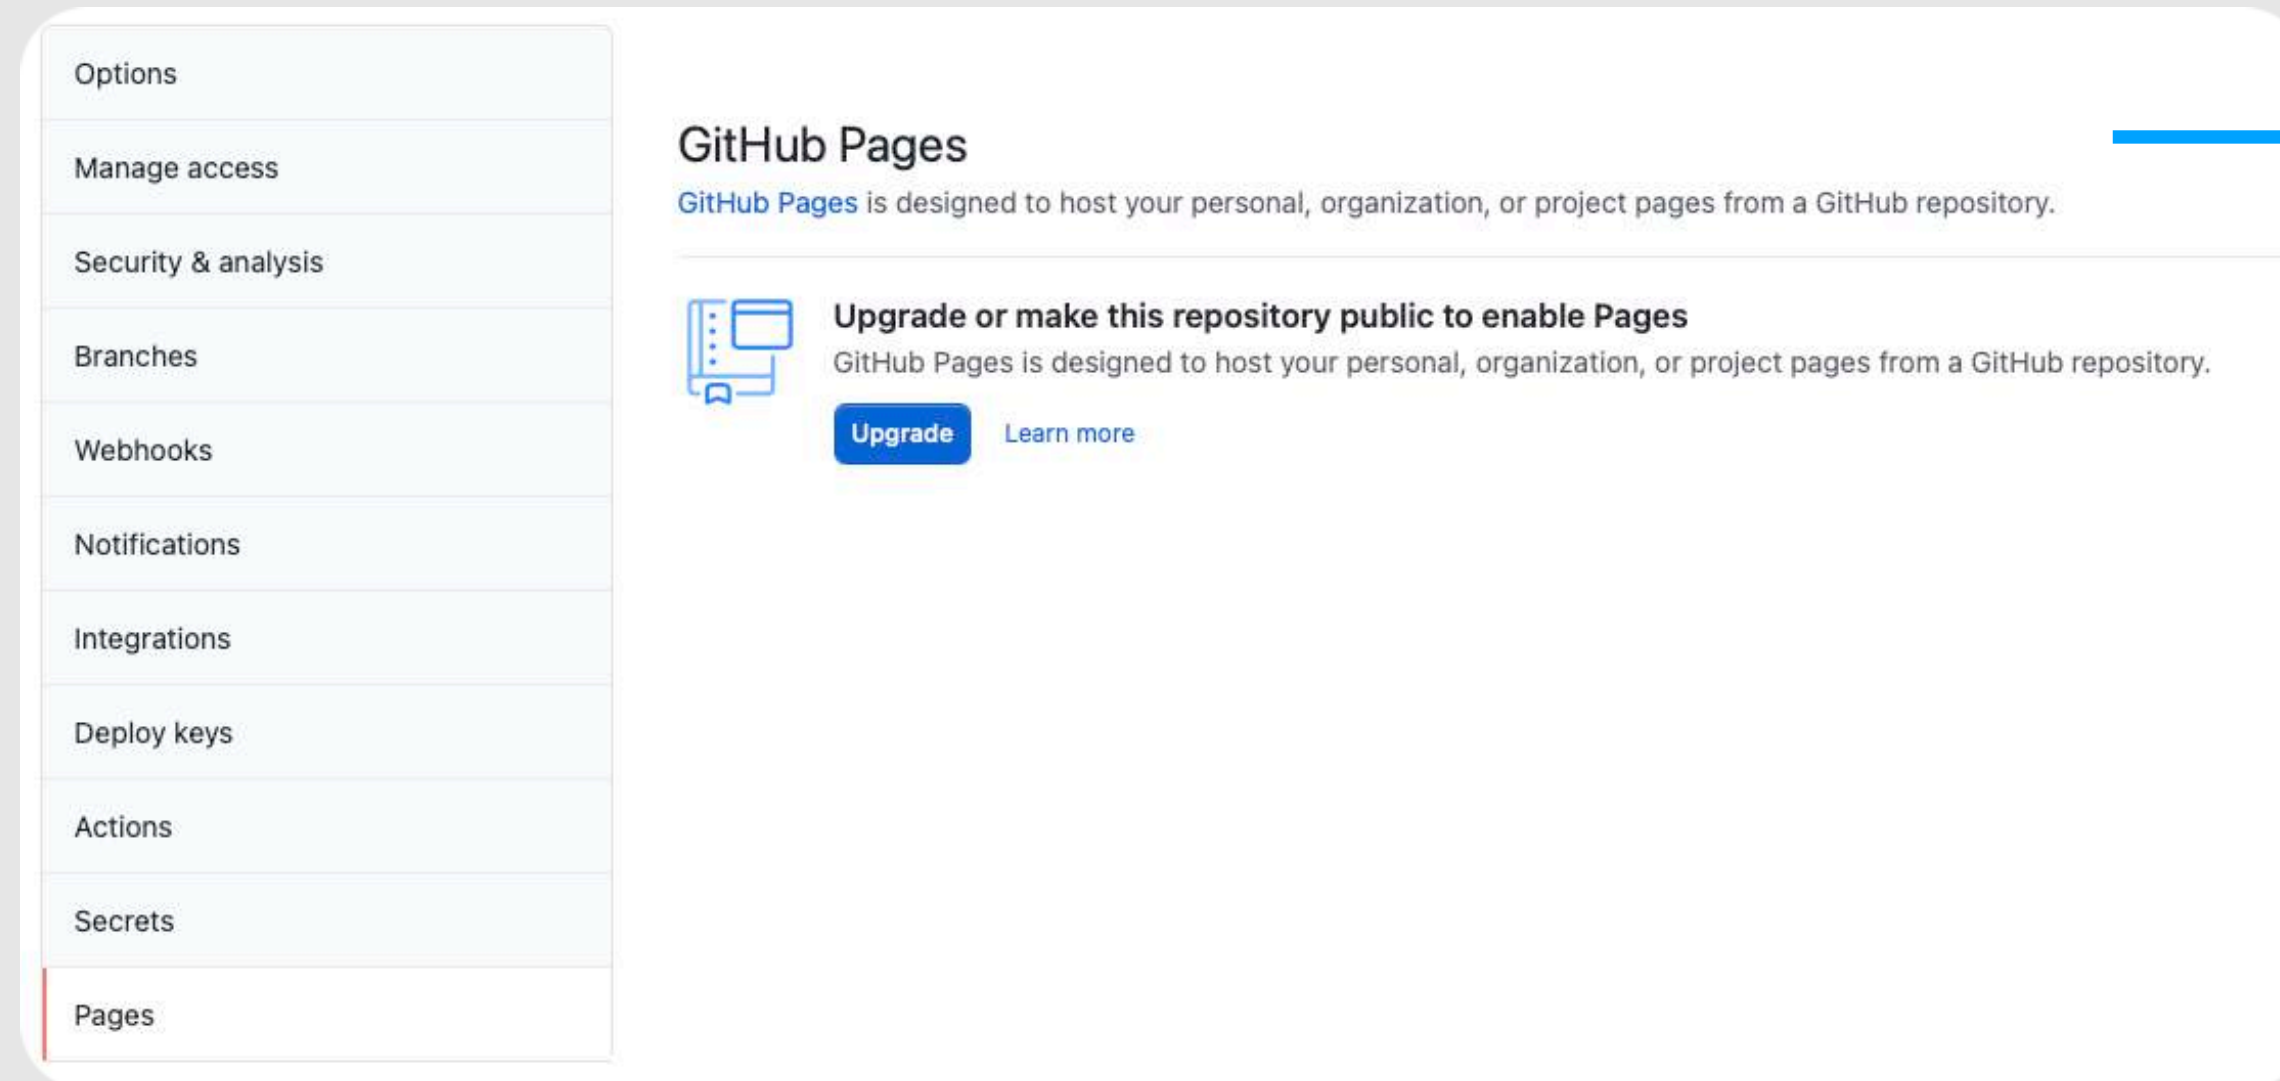 Options
Manage access
Security & analysis
Branches
Webhooks
Notifications
Integrations
Deploy keys
Actions
Secrets
Pages
GitHub Pages
GitHub Pages is designed to host your personal, organization, or project pages from a GitHub repository.
Upgrade or make this repository public to enable Pages
GitHub Pages is designed to host your personal, organization, or project pages from a GitHub repository.
Upgrade Learn more